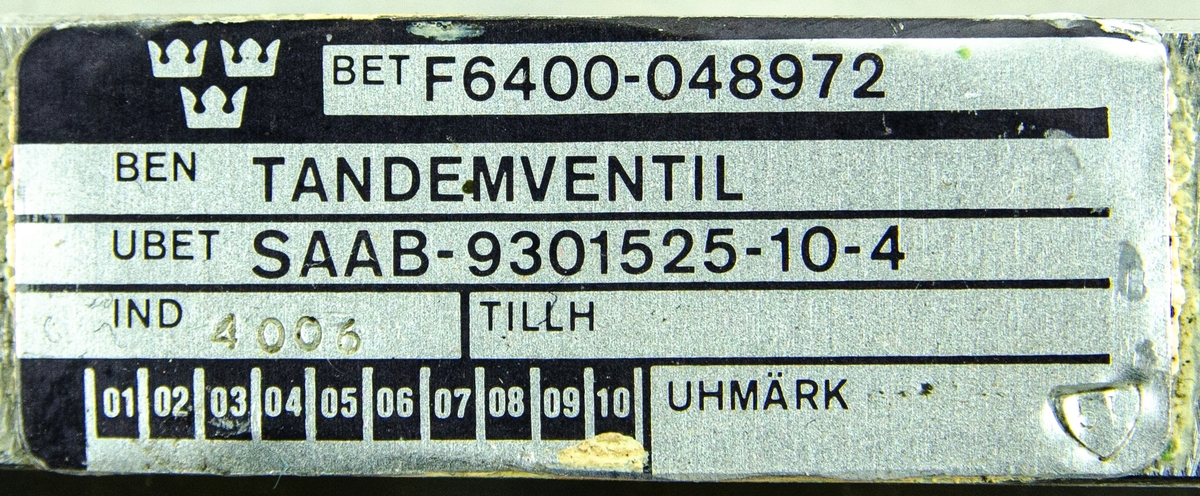 BET F6400-048972
BEN TANDEMVENTIL
UBET SAAB-9301525-10-4
IND 4006 TILLH
01 02 03 04 05 06 07 08 09 10 UHMÄRK